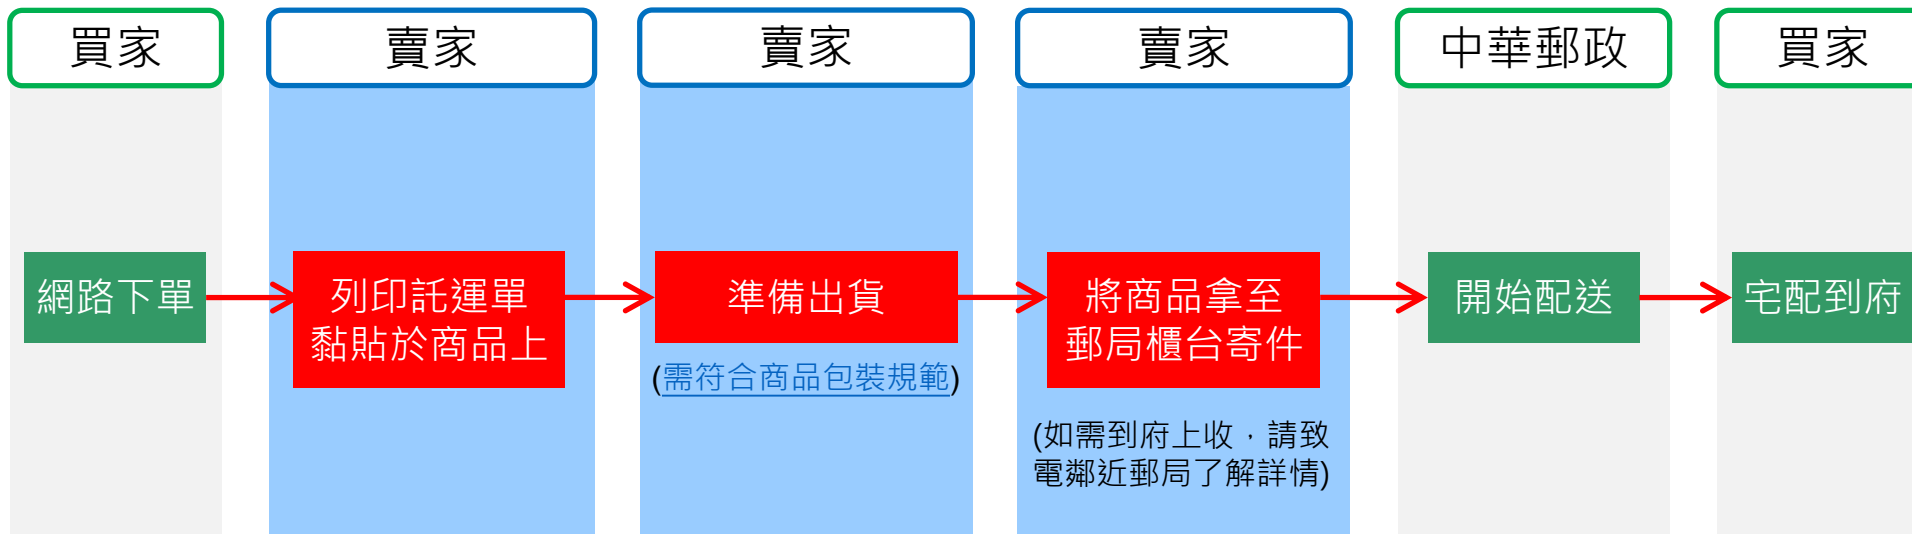 買家
賣家
賣家
賣家
中華郵政
買家
網路下單
列印託運單
黏貼於商品上
準備出貨
(需符合商品包裝規範)
將商品拿至
郵局櫃台寄件
(如需到府上收，請致
電鄰近郵局了解詳情)
開始配送
宅配到府